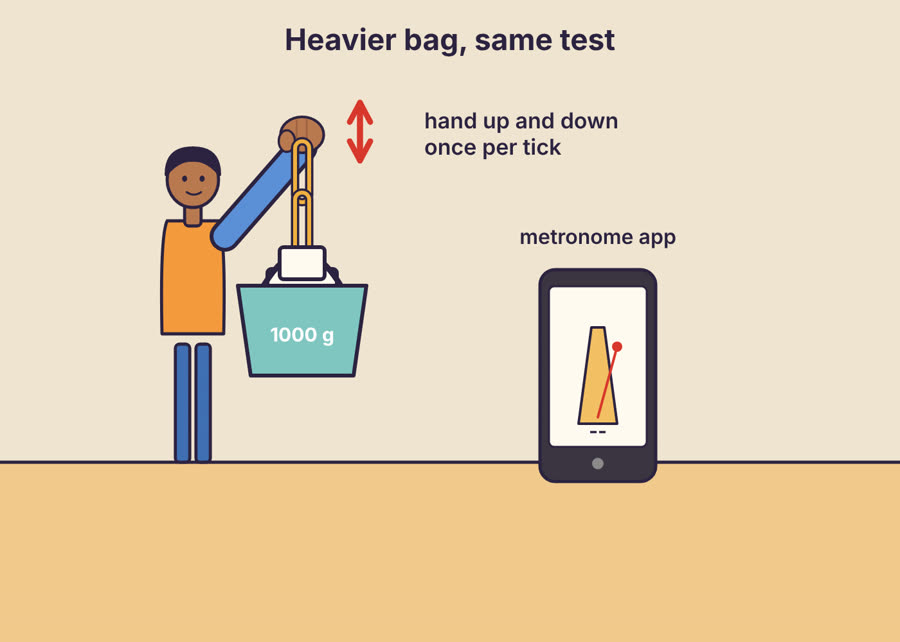 Heavier bag, same test
hand up and down
once per tick
metronome app
1000 g